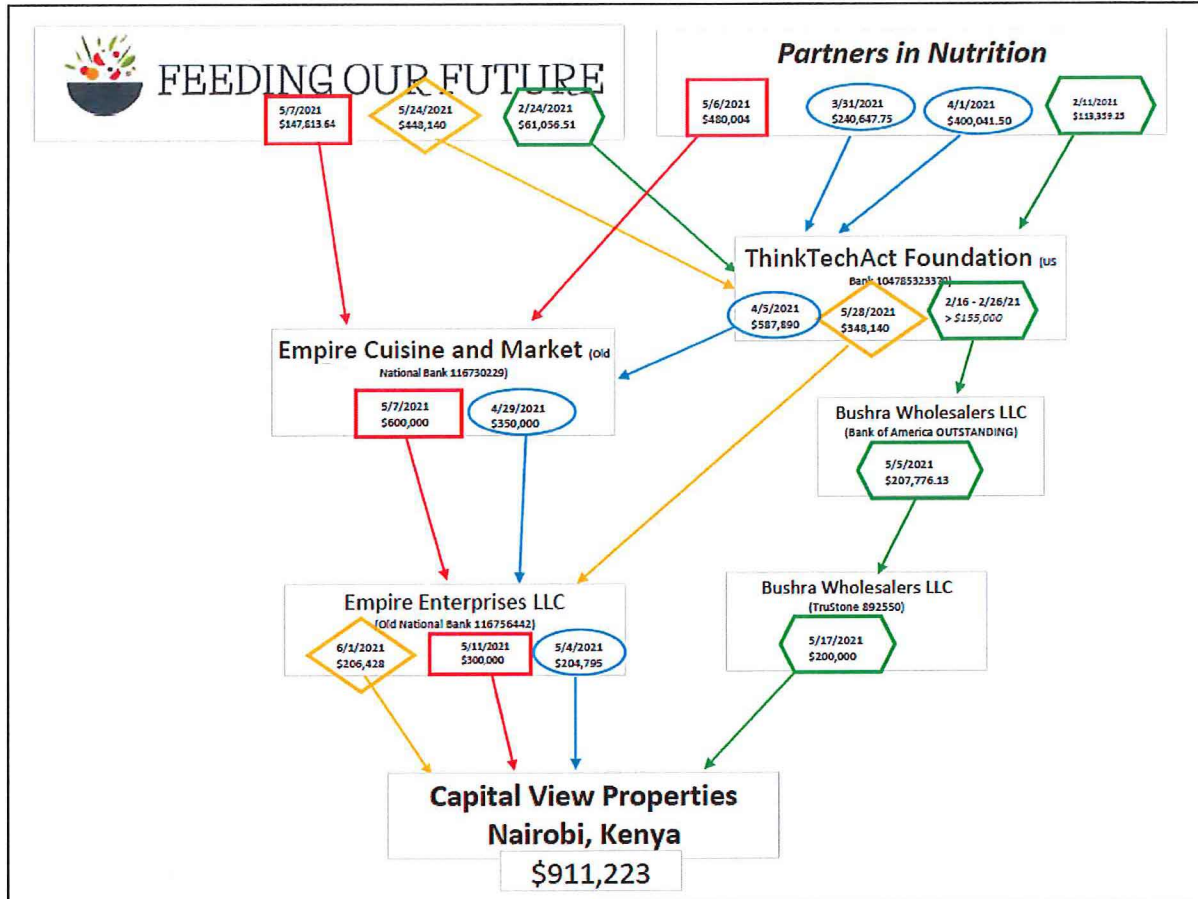 FEEDING OUR FUTURE
5/7/2021
$147,613.64
5/24/2021
$448,140
2/24/2021
$61,056.51
Partners in Nutrition
5/6/2021
$480,004
3/31/2021
$240,647.75
4/1/2021
$400,041.50
2/11/2021
$113,359.25
ThinkTechAct Foundation (US
Bank 104785323379)
4/5/2021
$587,890
5/28/2021
$348,140
2/16 - 2/26/21
> $155,000
Empire Cuisine and Market (Old
National Bank 116730229)
5/7/2021
$600,000
4/29/2021
$350,000
Bushra Wholesalers LLC
(Bank of America OUTSTANDING)
5/5/2021
$207,776.13
Empire Enterprises LLC
(Old National Bank 116756442)
6/1/2021
$206,428
5/11/2021
$300,000
5/4/2021
$204,795
Bushra Wholesalers LLC
(TruStone 892550)
5/17/2021
$200,000
Capital View Properties
Nairobi, Kenya
$911,223